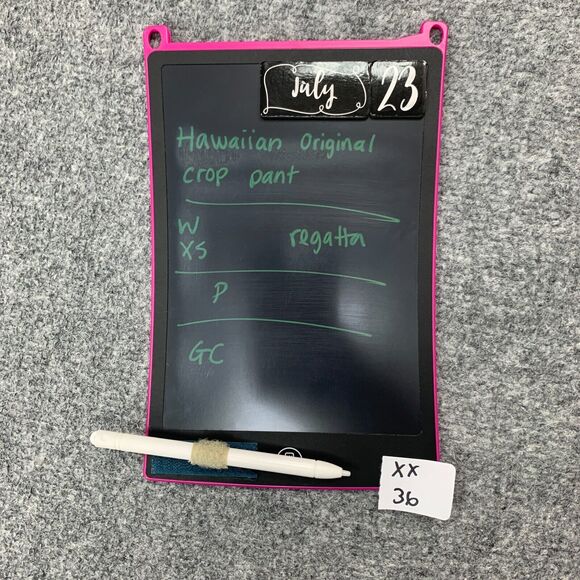 July 23
Hawaiian Original
crop pant
W
XS regatta
P
GC
XX
36